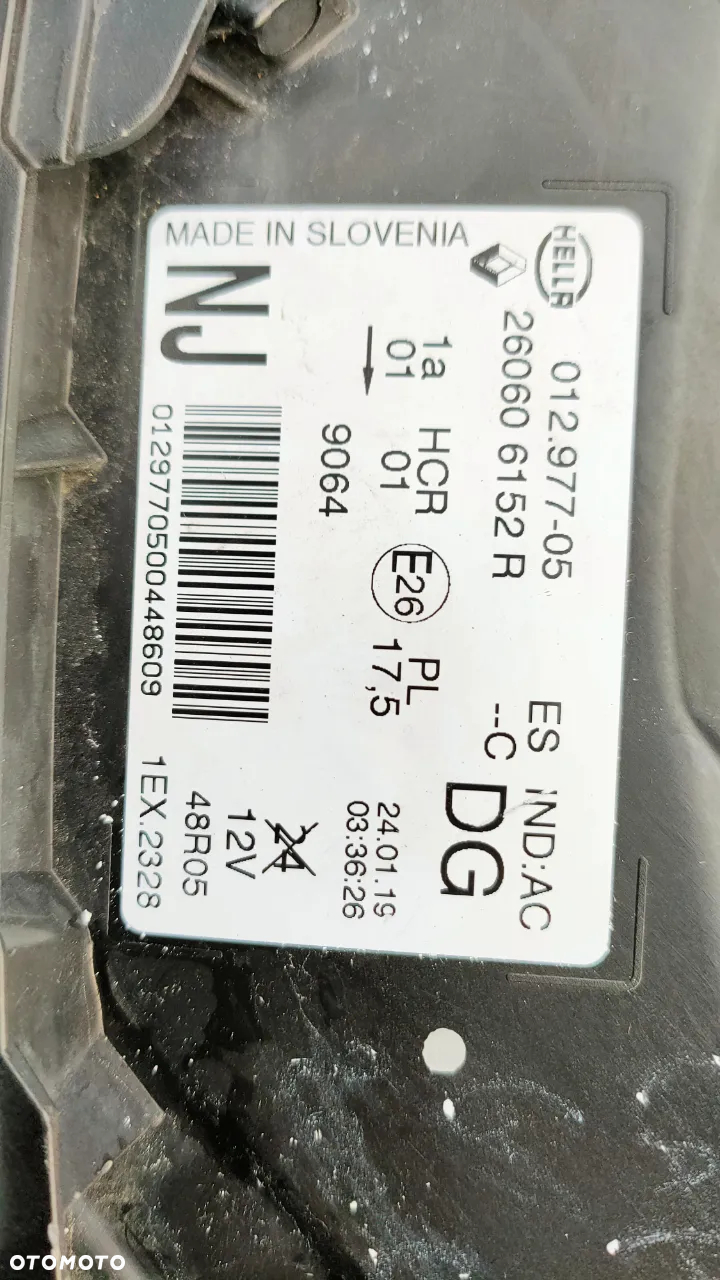 HELLA 012.977-05 ES IND:AC
26060 6152 R --C
DG
1a HCR PL
01 01 E26 17,5
24.01.19
03:36:26
9064
24
12V
48R05
MADE IN SLOVENIA
NJ
0129770500448609 1EX.2328
OTOMOTO